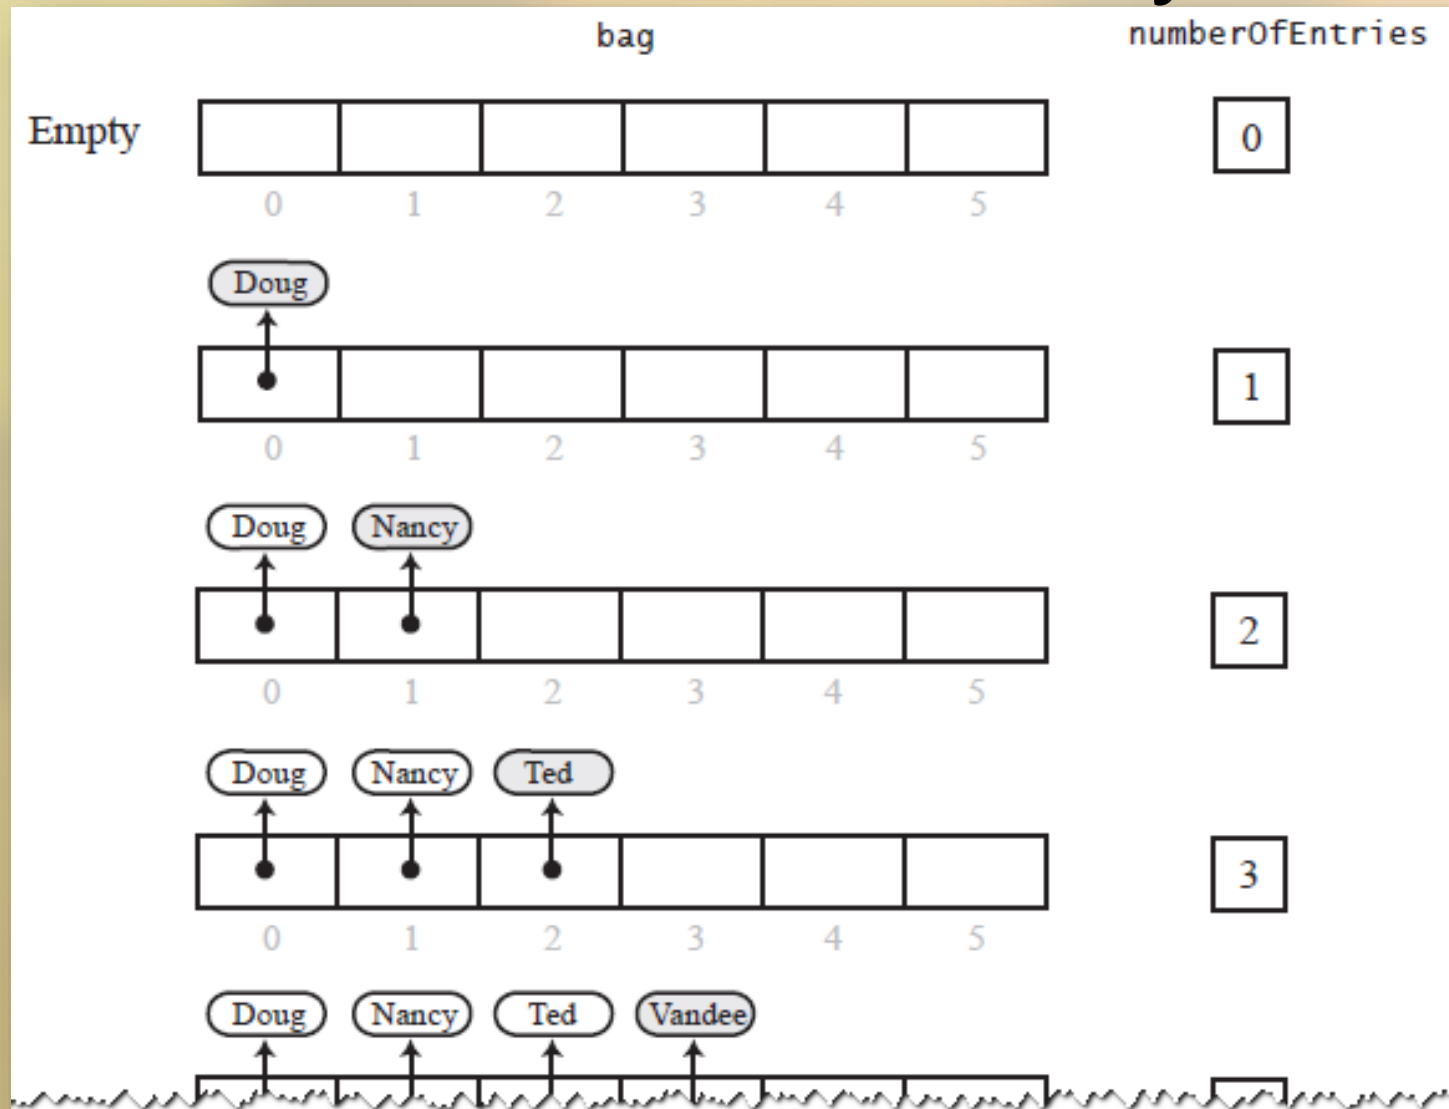 bag numberOfEntries
Empty 0
0 1 2 3 4 5
Doug
1
0 1 2 3 4 5
Doug Nancy
2
0 1 2 3 4 5
Doug Nancy Ted
3
0 1 2 3 4 5
Doug Nancy Ted Vandee